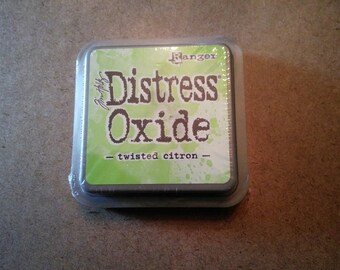 Ranger
Distress
Oxide
– twisted citron –